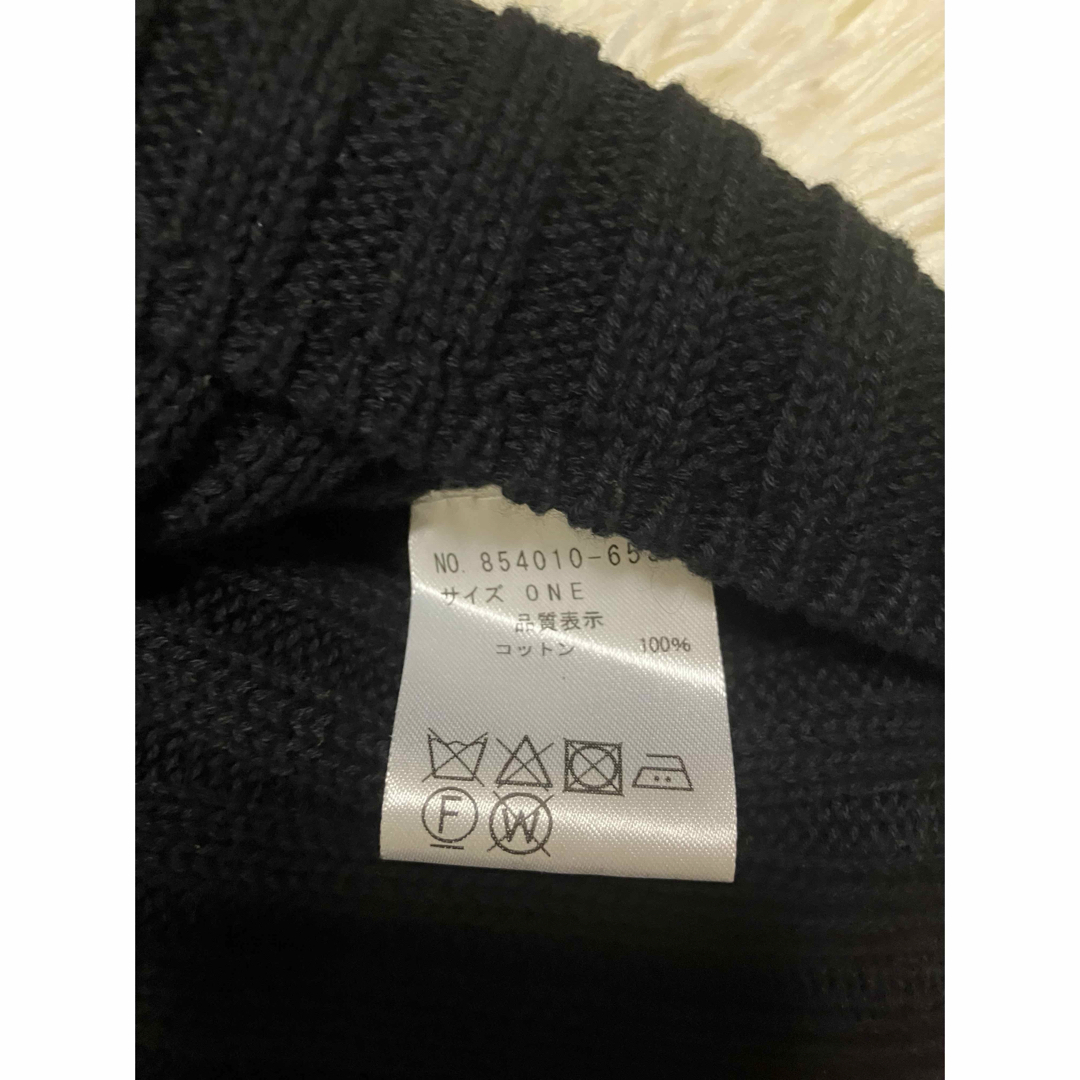 NO. 854010-65
サイズ ONE
品質表示
コットン 100%
F
W